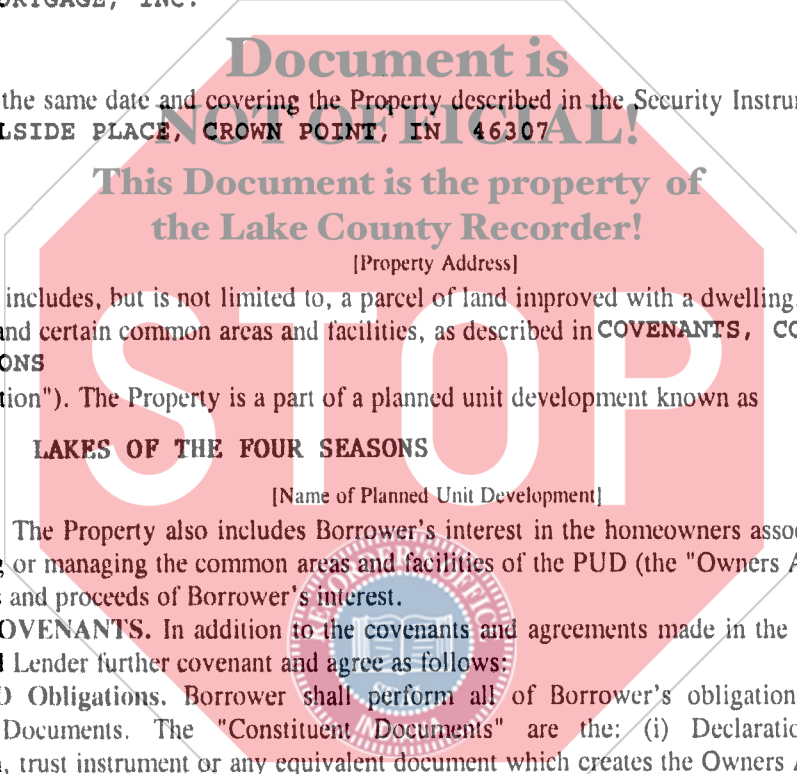 ORTGAGE, INC.
Document is
the same date and covering the Property described in the Security Instru
NOT OFFICIAL!
LSIDE PLACE, CROWN POINT, IN 46307
This Document is the property of
the Lake County Recorder!
[Property Address]
includes, but is not limited to, a parcel of land improved with a dwelling,
and certain common areas and facilities, as described in COVENANTS, CO
ONS
tion"). The Property is a part of a planned unit development known as
STOP
LAKES OF THE FOUR SEASONS
[Name of Planned Unit Development]
The Property also includes Borrower's interest in the homeowners asso
g or managing the common areas and facilities of the PUD (the "Owners A
s and proceeds of Borrower's interest.
OVENANTS. In addition to the covenants and agreements made in the
l Lender further covenant and agree as follows:
D Obligations. Borrower shall perform all of Borrower's obligation
Documents. The "Constituent Documents" are the: (i) Declaratio
, trust instrument or any equivalent document which creates the Owners A
RECORDER'S OFFICE
INDIANA